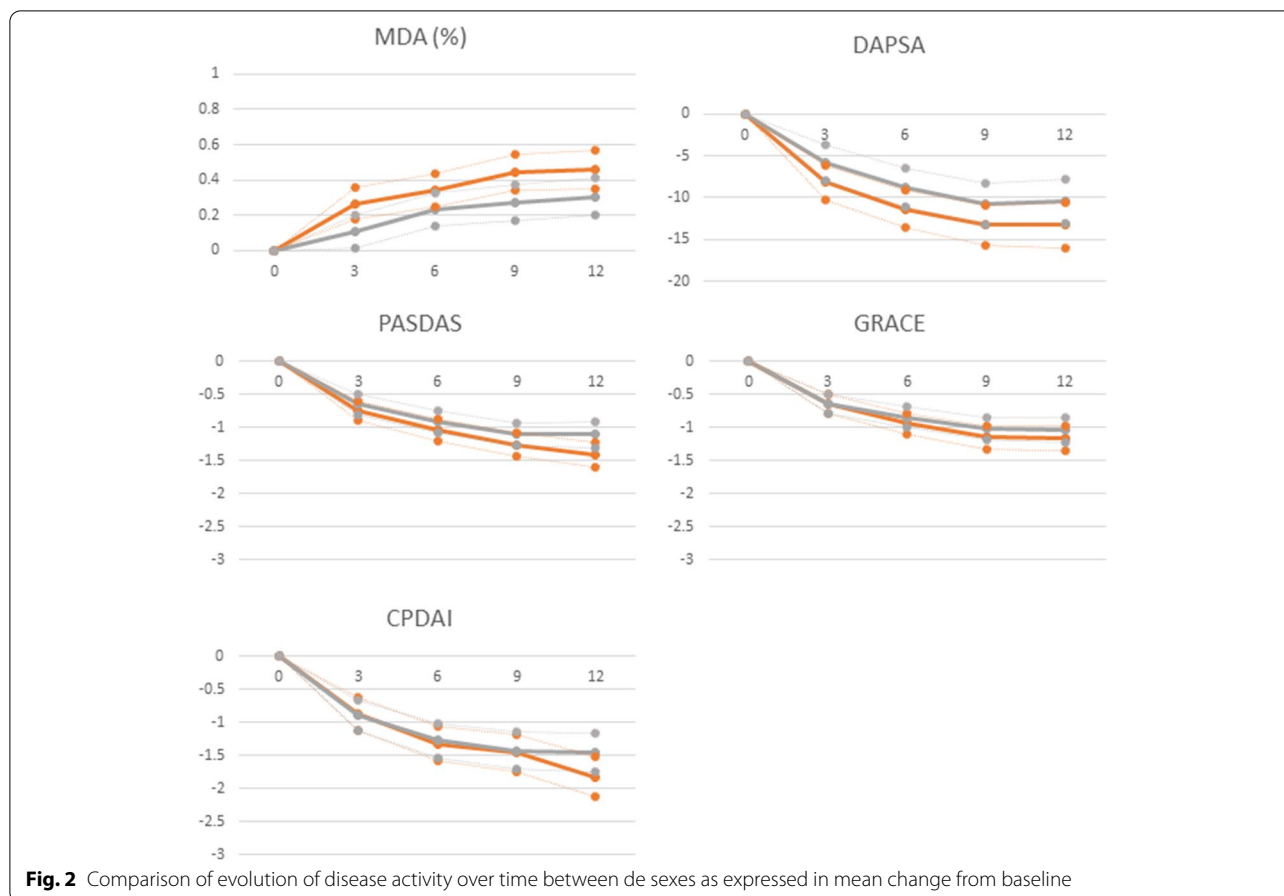 MDA (%)
1
0.8
0.6
0.4
0.2
0
0 3 6 9 12
DAPSA
0
-5
-10
-15
-20
0 3 6 9 12
PASDAS
0
-0.5
-1
-1.5
-2
-2.5
-3
0 3 6 9 12
GRACE
0
-0.5
-1
-1.5
-2
-2.5
-3
0 3 6 9 12
CPDAI
0
-0.5
-1
-1.5
-2
-2.5
-3
0 3 6 9 12
Fig. 2 Comparison of evolution of disease activity over time between de sexes as expressed in mean change from baseline